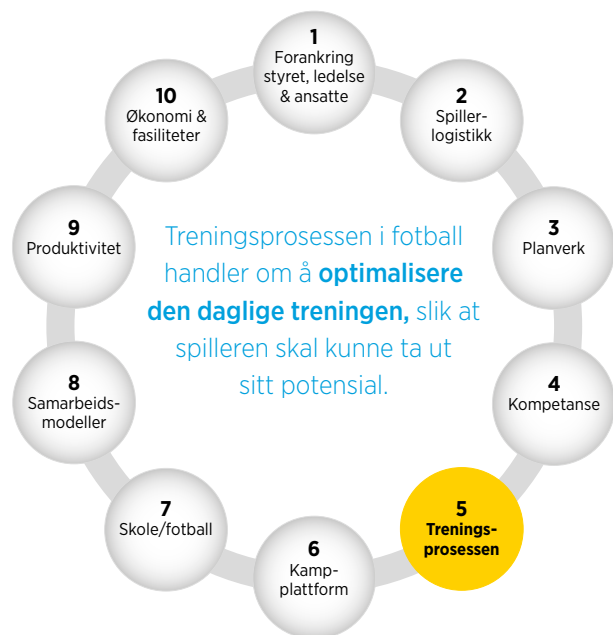 1
Forankring
styret, ledelse
& ansatte
2
Spiller-
logistikk
3
Planverk
4
Kompetanse
5
Trenings-
prosessen
6
Kamp-
plattform
7
Skole/fotball
8
Samarbeids-
modeller
9
Produktivitet
10
Økonomi &
fasiliteter
Treningsprosessen i fotball
handler om å optimalisere
den daglige treningen, slik at
spilleren skal kunne ta ut
sitt potensial.